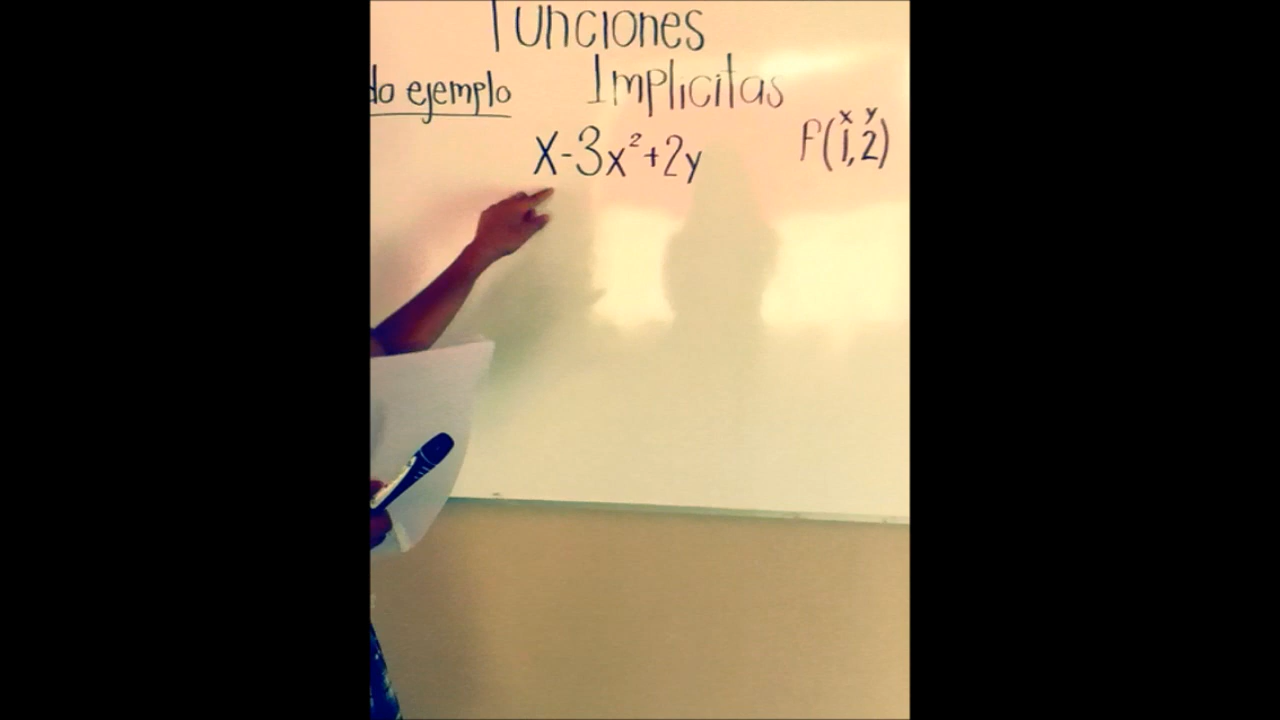 Funciones
do ejemplo Implicitas
x y
X-3x²+2y P(1,2)